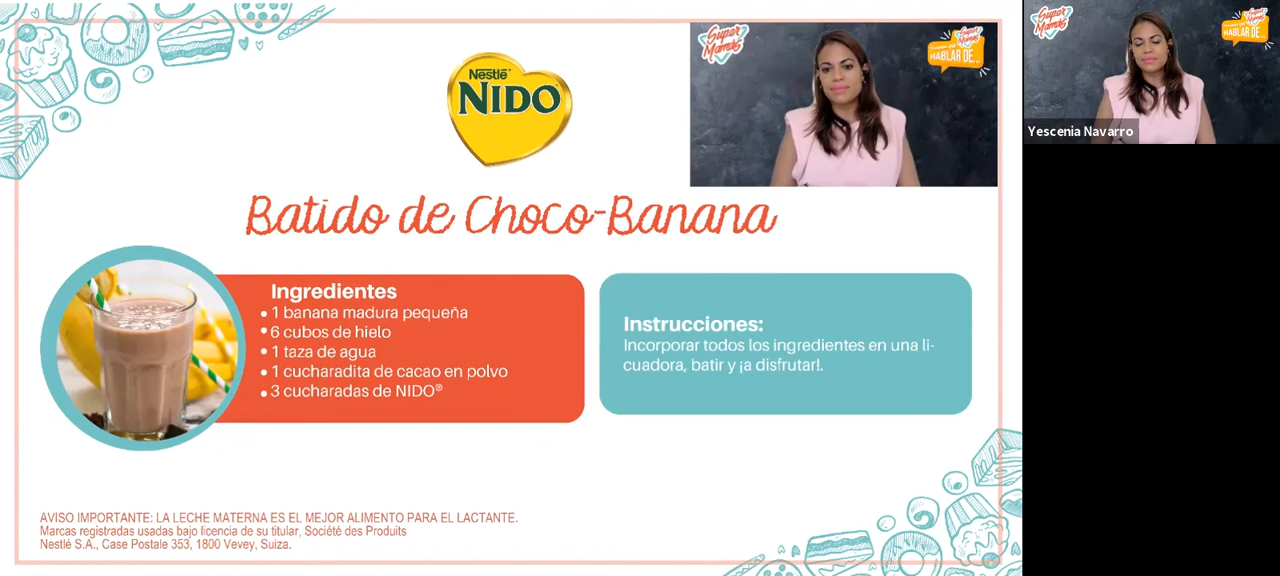 Nestlé
NIDO
Super
Mamás
HABLAR DE...
Super
Mamás
HABLAR DE...
Yescenia Navarro
Batido de Choco-Banana
Ingredientes
• 1 banana madura pequeña
• 6 cubos de hielo
• 1 taza de agua
• 1 cucharadita de cacao en polvo
• 3 cucharadas de NIDO®
Instrucciones:
Incorporar todos los ingredientes en una li-
cuadora, batir y ¡a disfrutar!.
AVISO IMPORTANTE: LA LECHE MATERNA ES EL MEJOR ALIMENTO PARA EL LACTANTE.
Marcas registradas usadas bajo licencia de su titular, Société des Produits
Nestlé S.A., Case Postale 353, 1800 Vevey, Suiza.